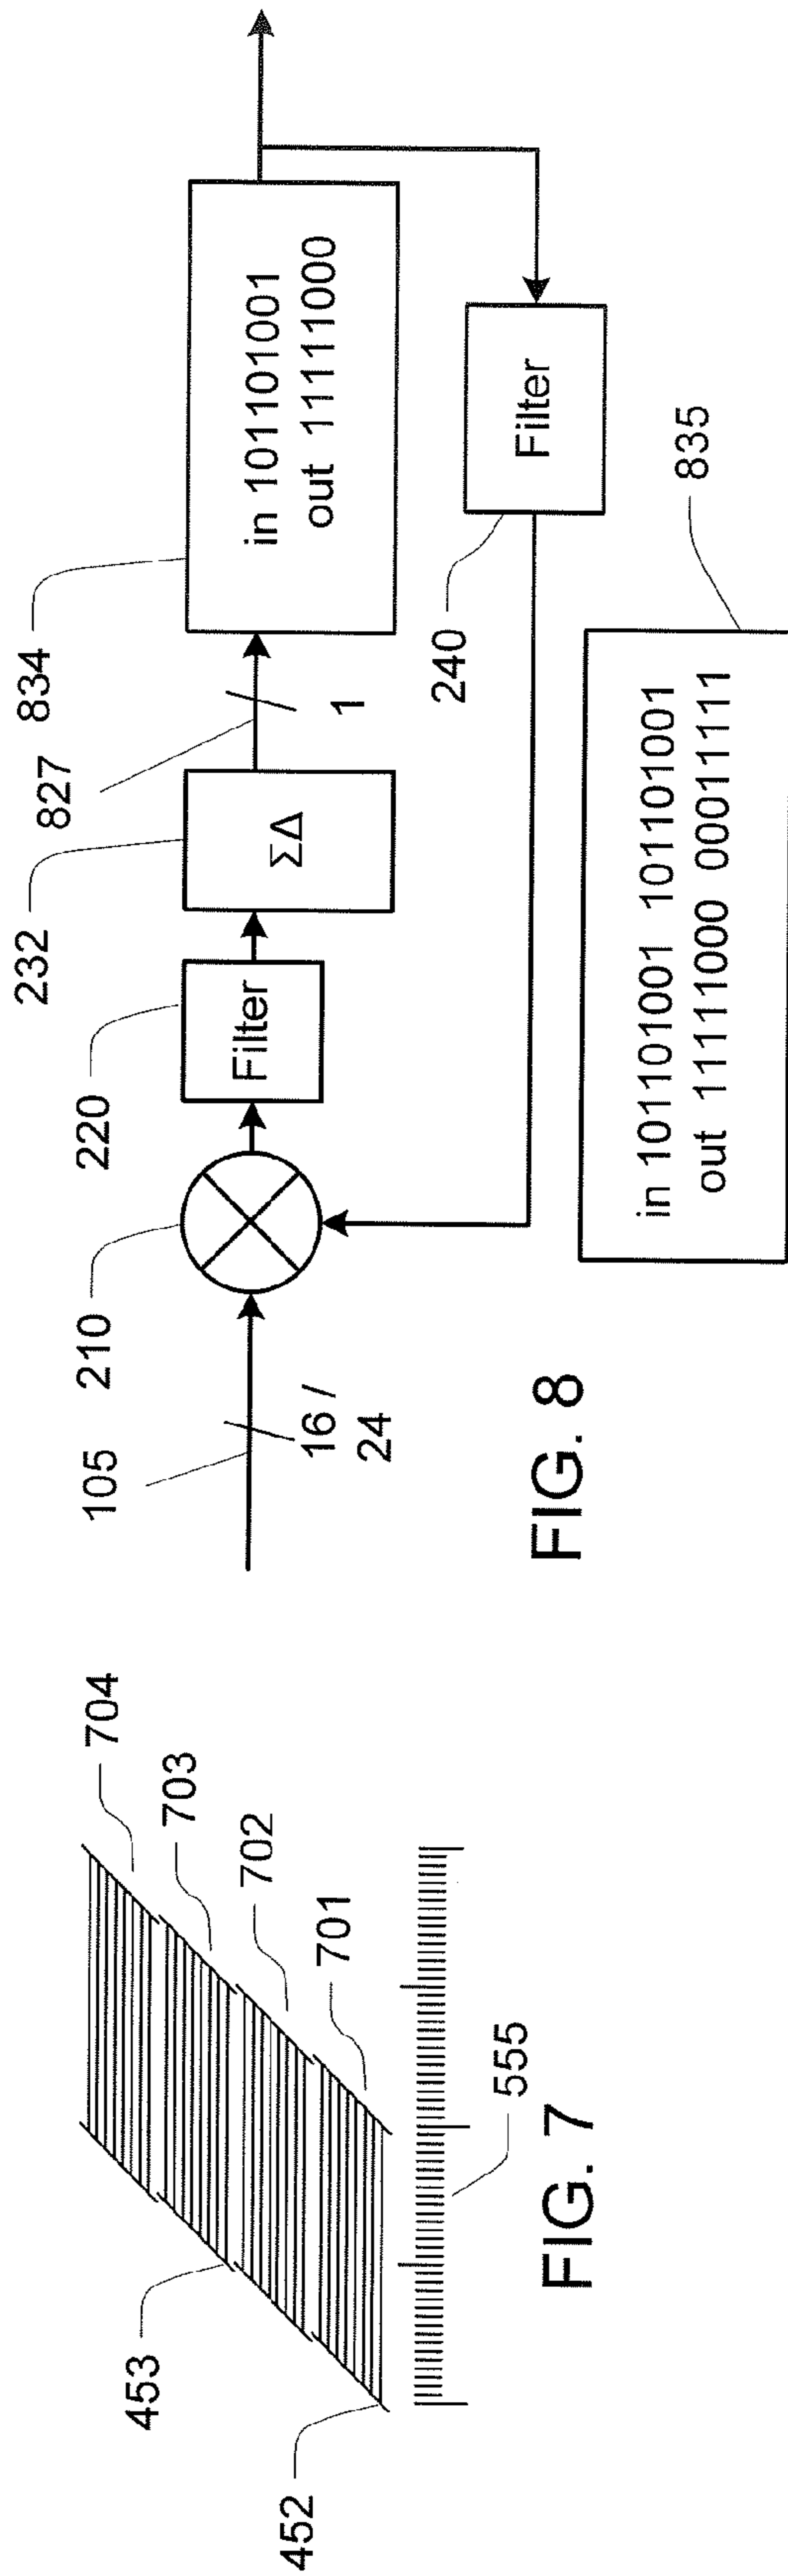 704
703
702
701
453
452
555
FIG. 7
105
16 /
24
210
220
Filter
232
ΣΔ
827
1
834
in 101101001
out 11111000
240
Filter
835
in 101101001 101101001
out 11111000 00011111
FIG. 8